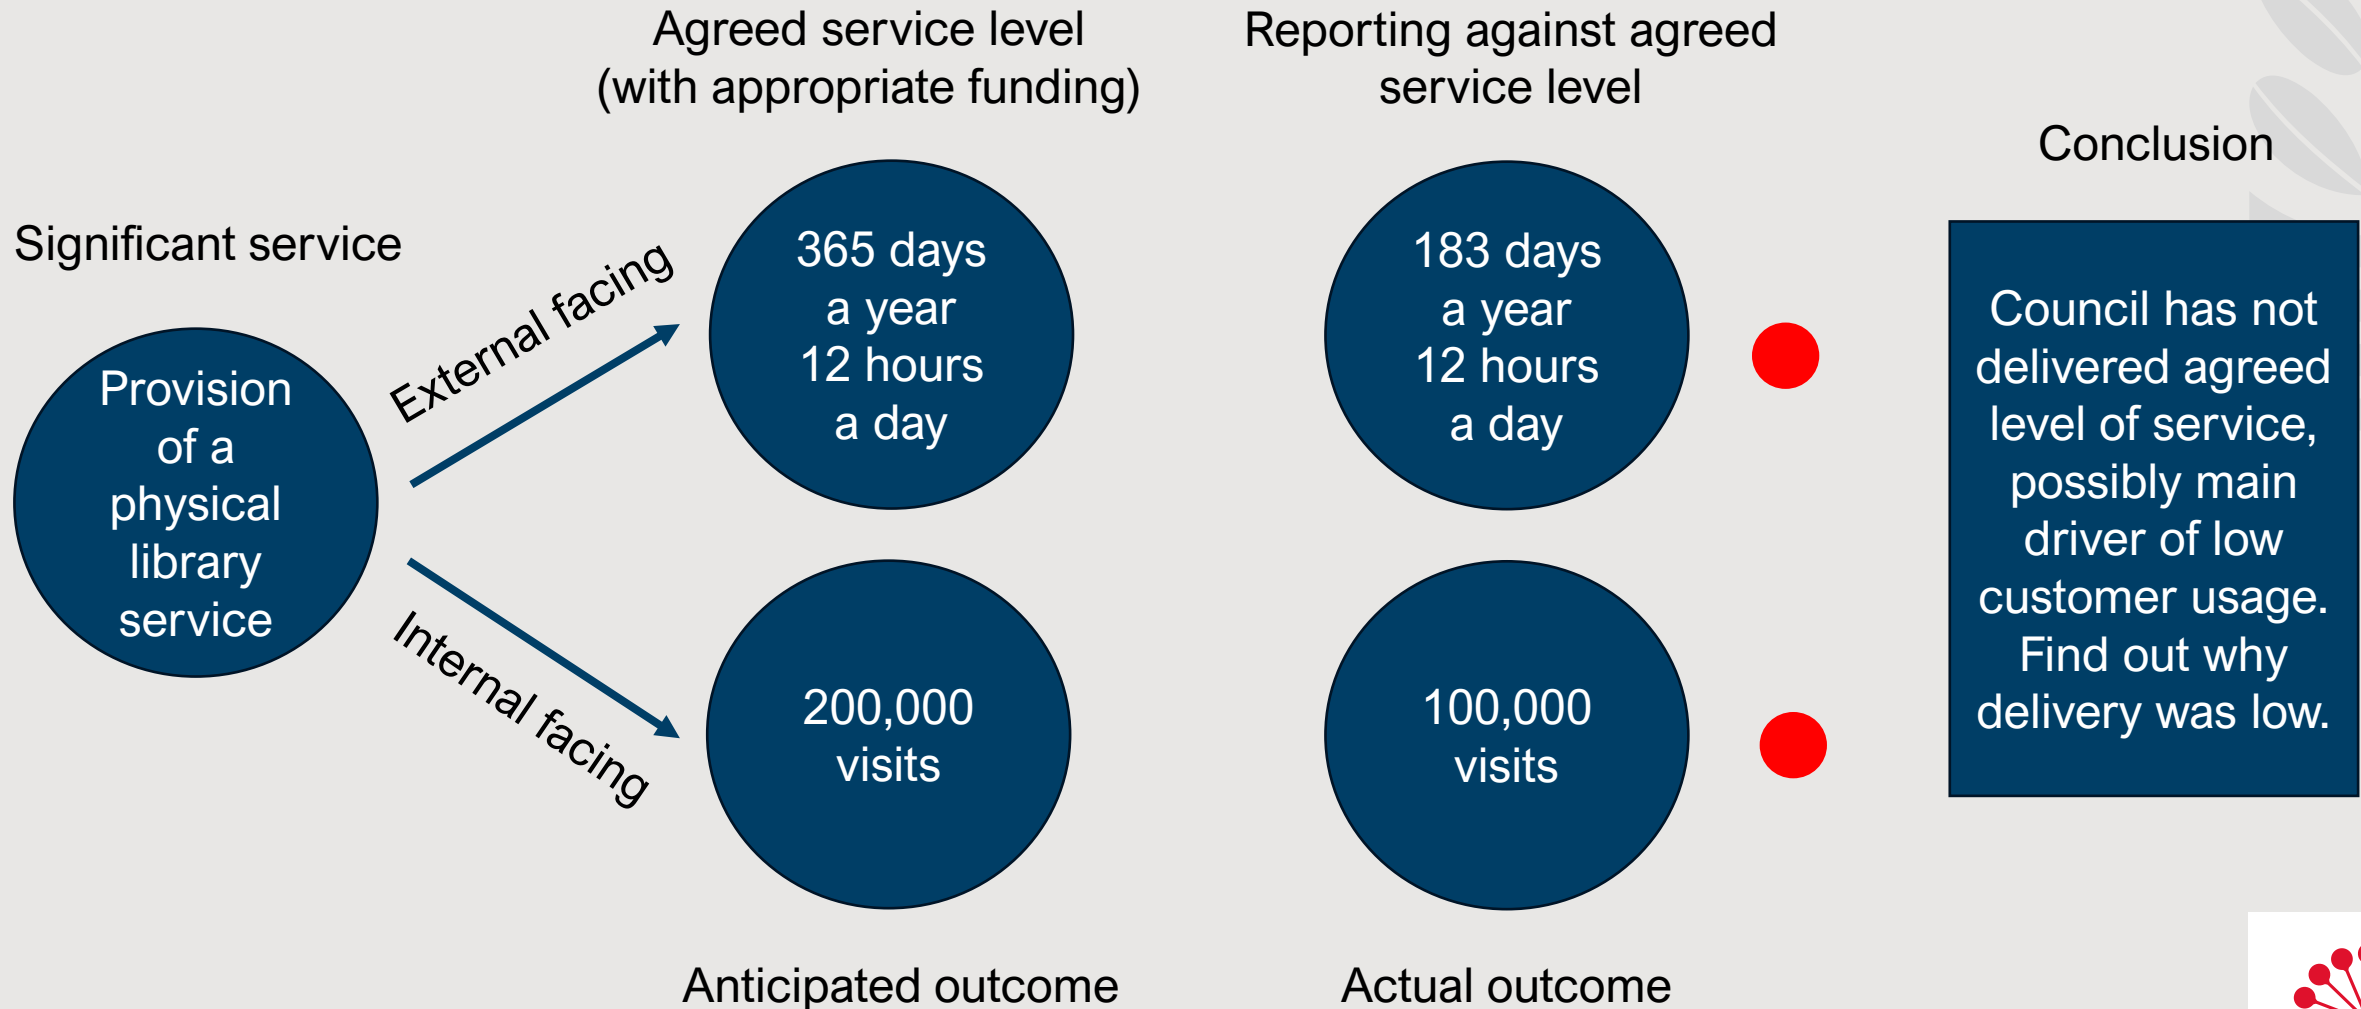 Agreed service level
(with appropriate funding)
Reporting against agreed
service level
Conclusion
Significant service
Provision
of a
physical
library
service
External facing
Internal facing
365 days
a year
12 hours
a day
183 days
a year
12 hours
a day
200,000
visits
100,000
visits
Council has not
delivered agreed
level of service,
possibly main
driver of low
customer usage.
Find out why
delivery was low.
Anticipated outcome
Actual outcome